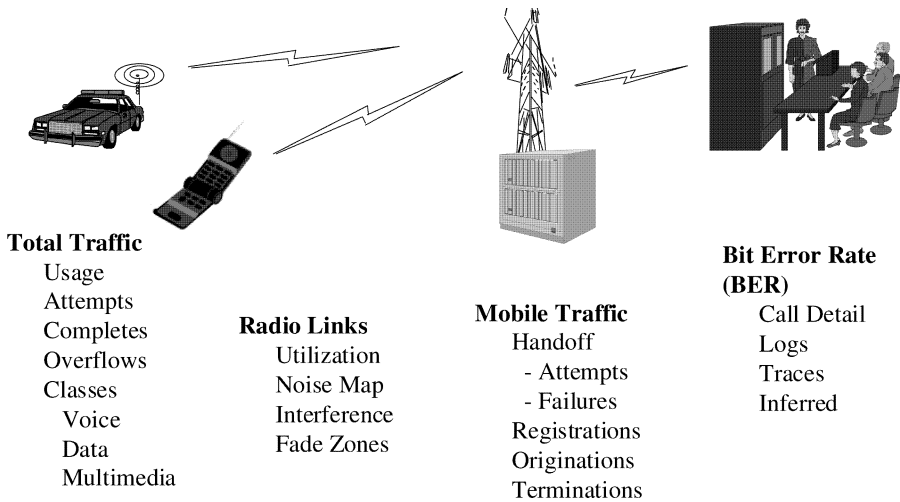 Total Traffic
Usage
Attempts
Completes
Overflows
Classes
Voice
Data
Multimedia
Radio Links
Utilization
Noise Map
Interference
Fade Zones
Mobile Traffic
Handoff
- Attempts
- Failures
Registrations
Originations
Terminations
Bit Error Rate
(BER)
Call Detail
Logs
Traces
Inferred